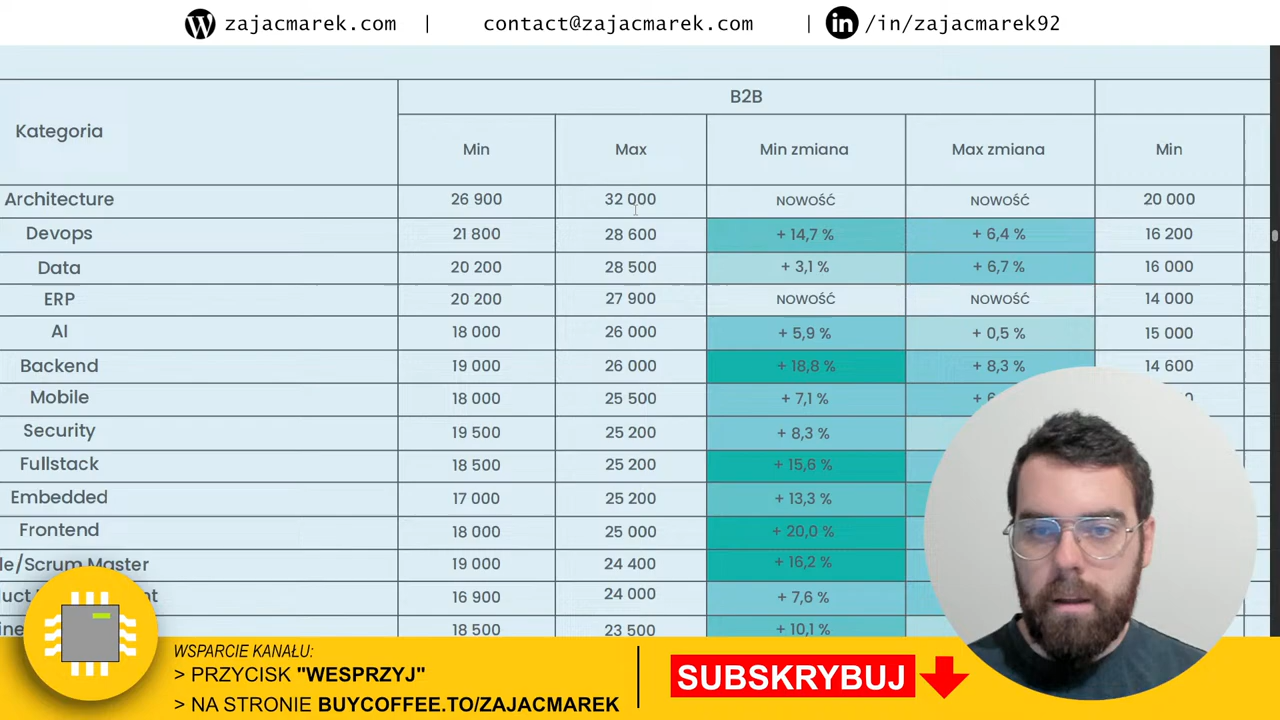 zajacmarek.com | contact@zajacmarek.com | in /in/zajacmarek92
B2B
Kategoria Min Max Min zmiana Max zmiana Min
Architecture 26 900 32 000 NOWOŚĆ NOWOŚĆ 20 000
Devops 21 800 28 600 + 14,7 % + 6,4 % 16 200
Data 20 200 28 500 + 3,1 % + 6,7 % 16 000
ERP 20 200 27 900 NOWOŚĆ NOWOŚĆ 14 000
AI 18 000 26 000 + 5,9 % + 0,5 % 15 000
Backend 19 000 26 000 + 18,8 % + 8,3 % 14 600
Mobile 18 000 25 500 + 7,1 %
Security 19 500 25 200 + 8,3 %
Fullstack 18 500 25 200 + 15,6 %
Embedded 17 000 25 200 + 13,3 %
Frontend 18 000 25 000 + 20,0 %
le/Scrum Master 19 000 24 400 + 16,2 %
16 900 24 000 + 7,6 %
18 500 23 500 + 10,1 %
WSPARCIE KANAŁU:
> PRZYCISK "WESPRZYJ"
> NA STRONIE BUYCOFFEE.TO/ZAJACMAREK
SUBSKRYBUJ